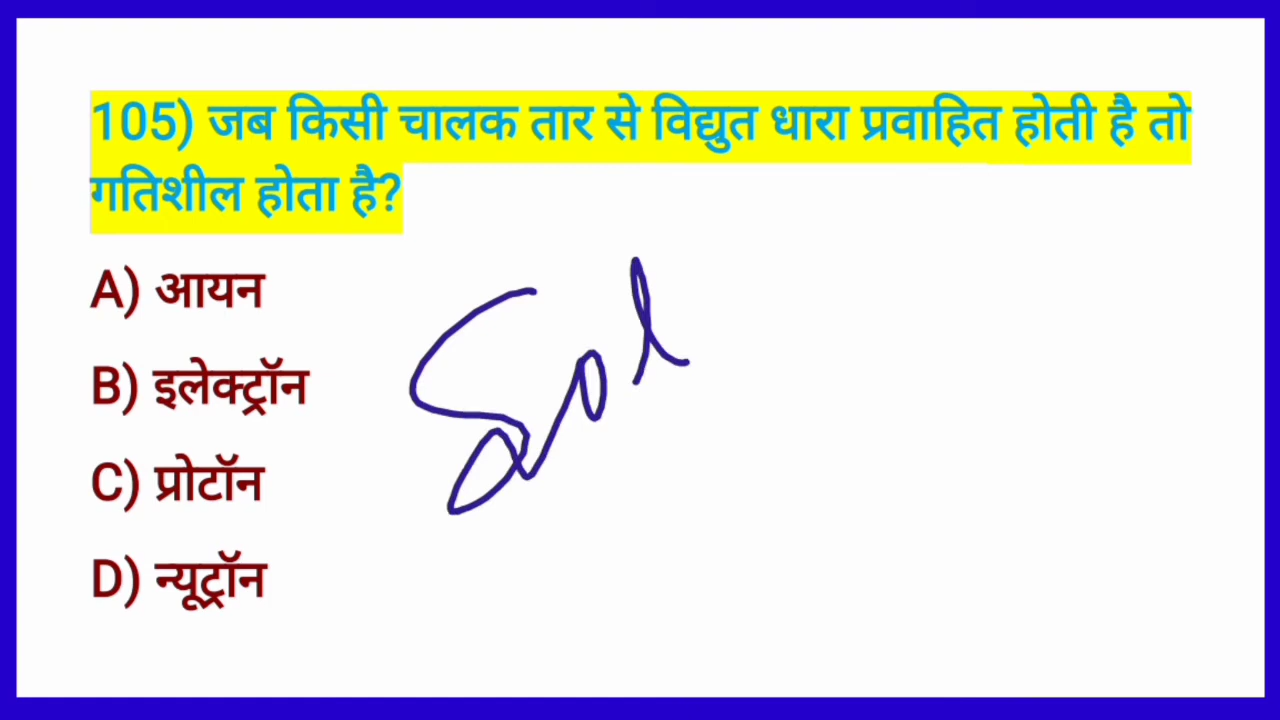 105) जब किसी चालक तार से विद्युत धारा प्रवाहित होती है तो
गतिशील होता है?
A) आयन
B) इलेक्ट्रॉन
C) प्रोटॉन
D) न्यूट्रॉन
Sol